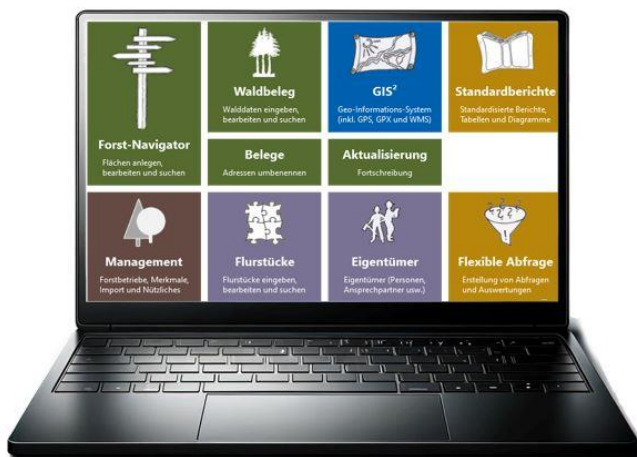 Forst-Navigator
Flächen anlegen,
bearbeiten und suchen
Waldbeleg
Walddaten eingeben,
bearbeiten und suchen
GIS²
Geo-Informations-System
(inkl. GPS, GPX und WMS)
Standardberichte
Standardisierte Berichte,
Tabellen und Diagramme
Belege
Adressen umbenennen
Aktualisierung
Fortschreibung
Management
Forstbetriebe, Merkmale,
Import und Nützliches
Flurstücke
Flurstücke eingeben,
bearbeiten und suchen
Eigentümer
Eigentümer (Personen,
Ansprechpartner usw.)
Flexible Abfrage
Erstellung von Abfragen
und Auswertungen